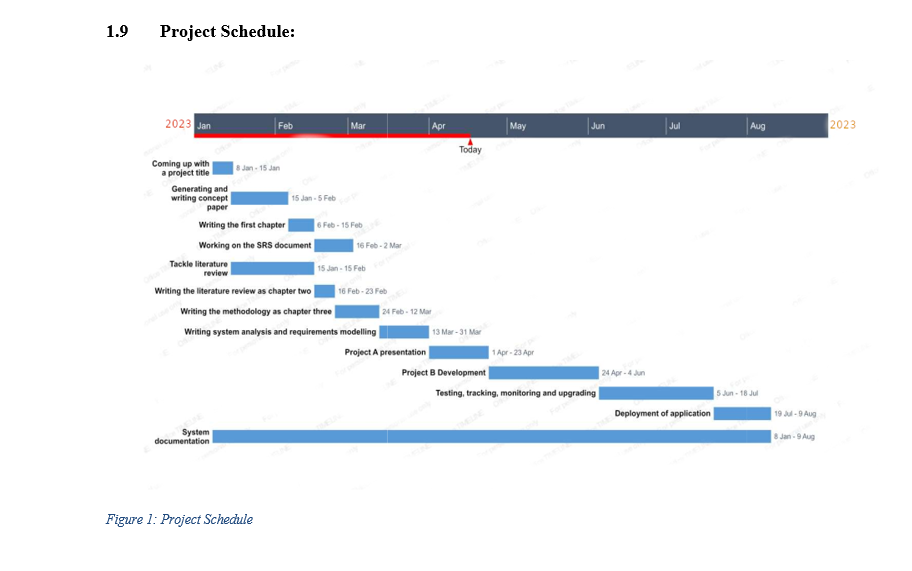 1.9 Project Schedule:
2023 Jan Feb Mar Apr May Jun Jul Aug 2023
Today
Coming up with
a project title
8 Jan - 15 Jan
Generating and
writing concept
paper
15 Jan - 5 Feb
Writing the first chapter 6 Feb - 15 Feb
Working on the SRS document 16 Feb - 2 Mar
Tackle literature
review
15 Jan - 15 Feb
Writing the literature review as chapter two 16 Feb - 23 Feb
Writing the methodology as chapter three 24 Feb - 12 Mar
Writing system analysis and requirements modelling 13 Mar - 31 Mar
Project A presentation 1 Apr - 23 Apr
Project B Development 24 Apr - 4 Jun
Testing, tracking, monitoring and upgrading 5 Jun - 18 Jul
Deployment of application 19 Jul - 9 Aug
System
documentation
8 Jan - 9 Aug
Figure 1: Project Schedule